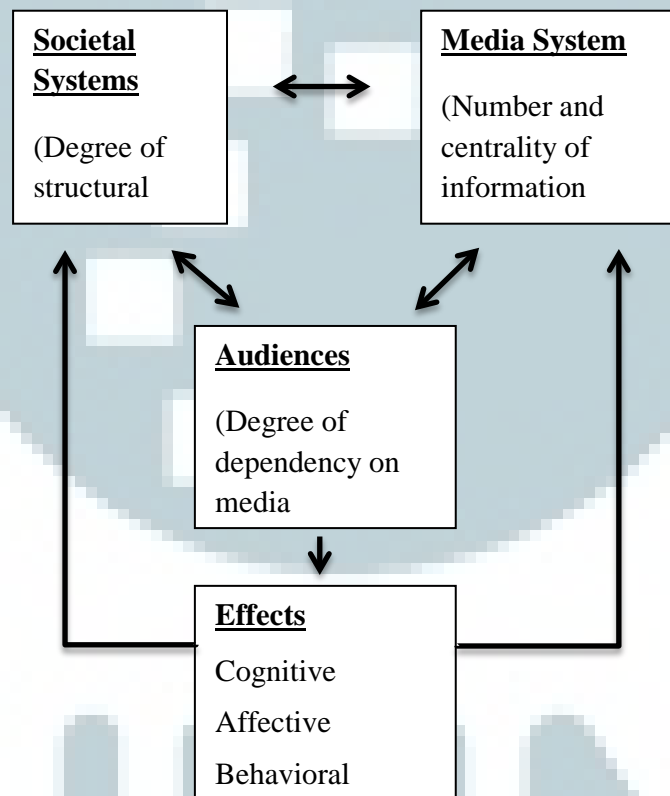 Societal
Systems
(Degree of
structural
Media System
(Number and
centrality of
information
Audiences
(Degree of
dependency on
media
Effects
Cognitive
Affective
Behavioral